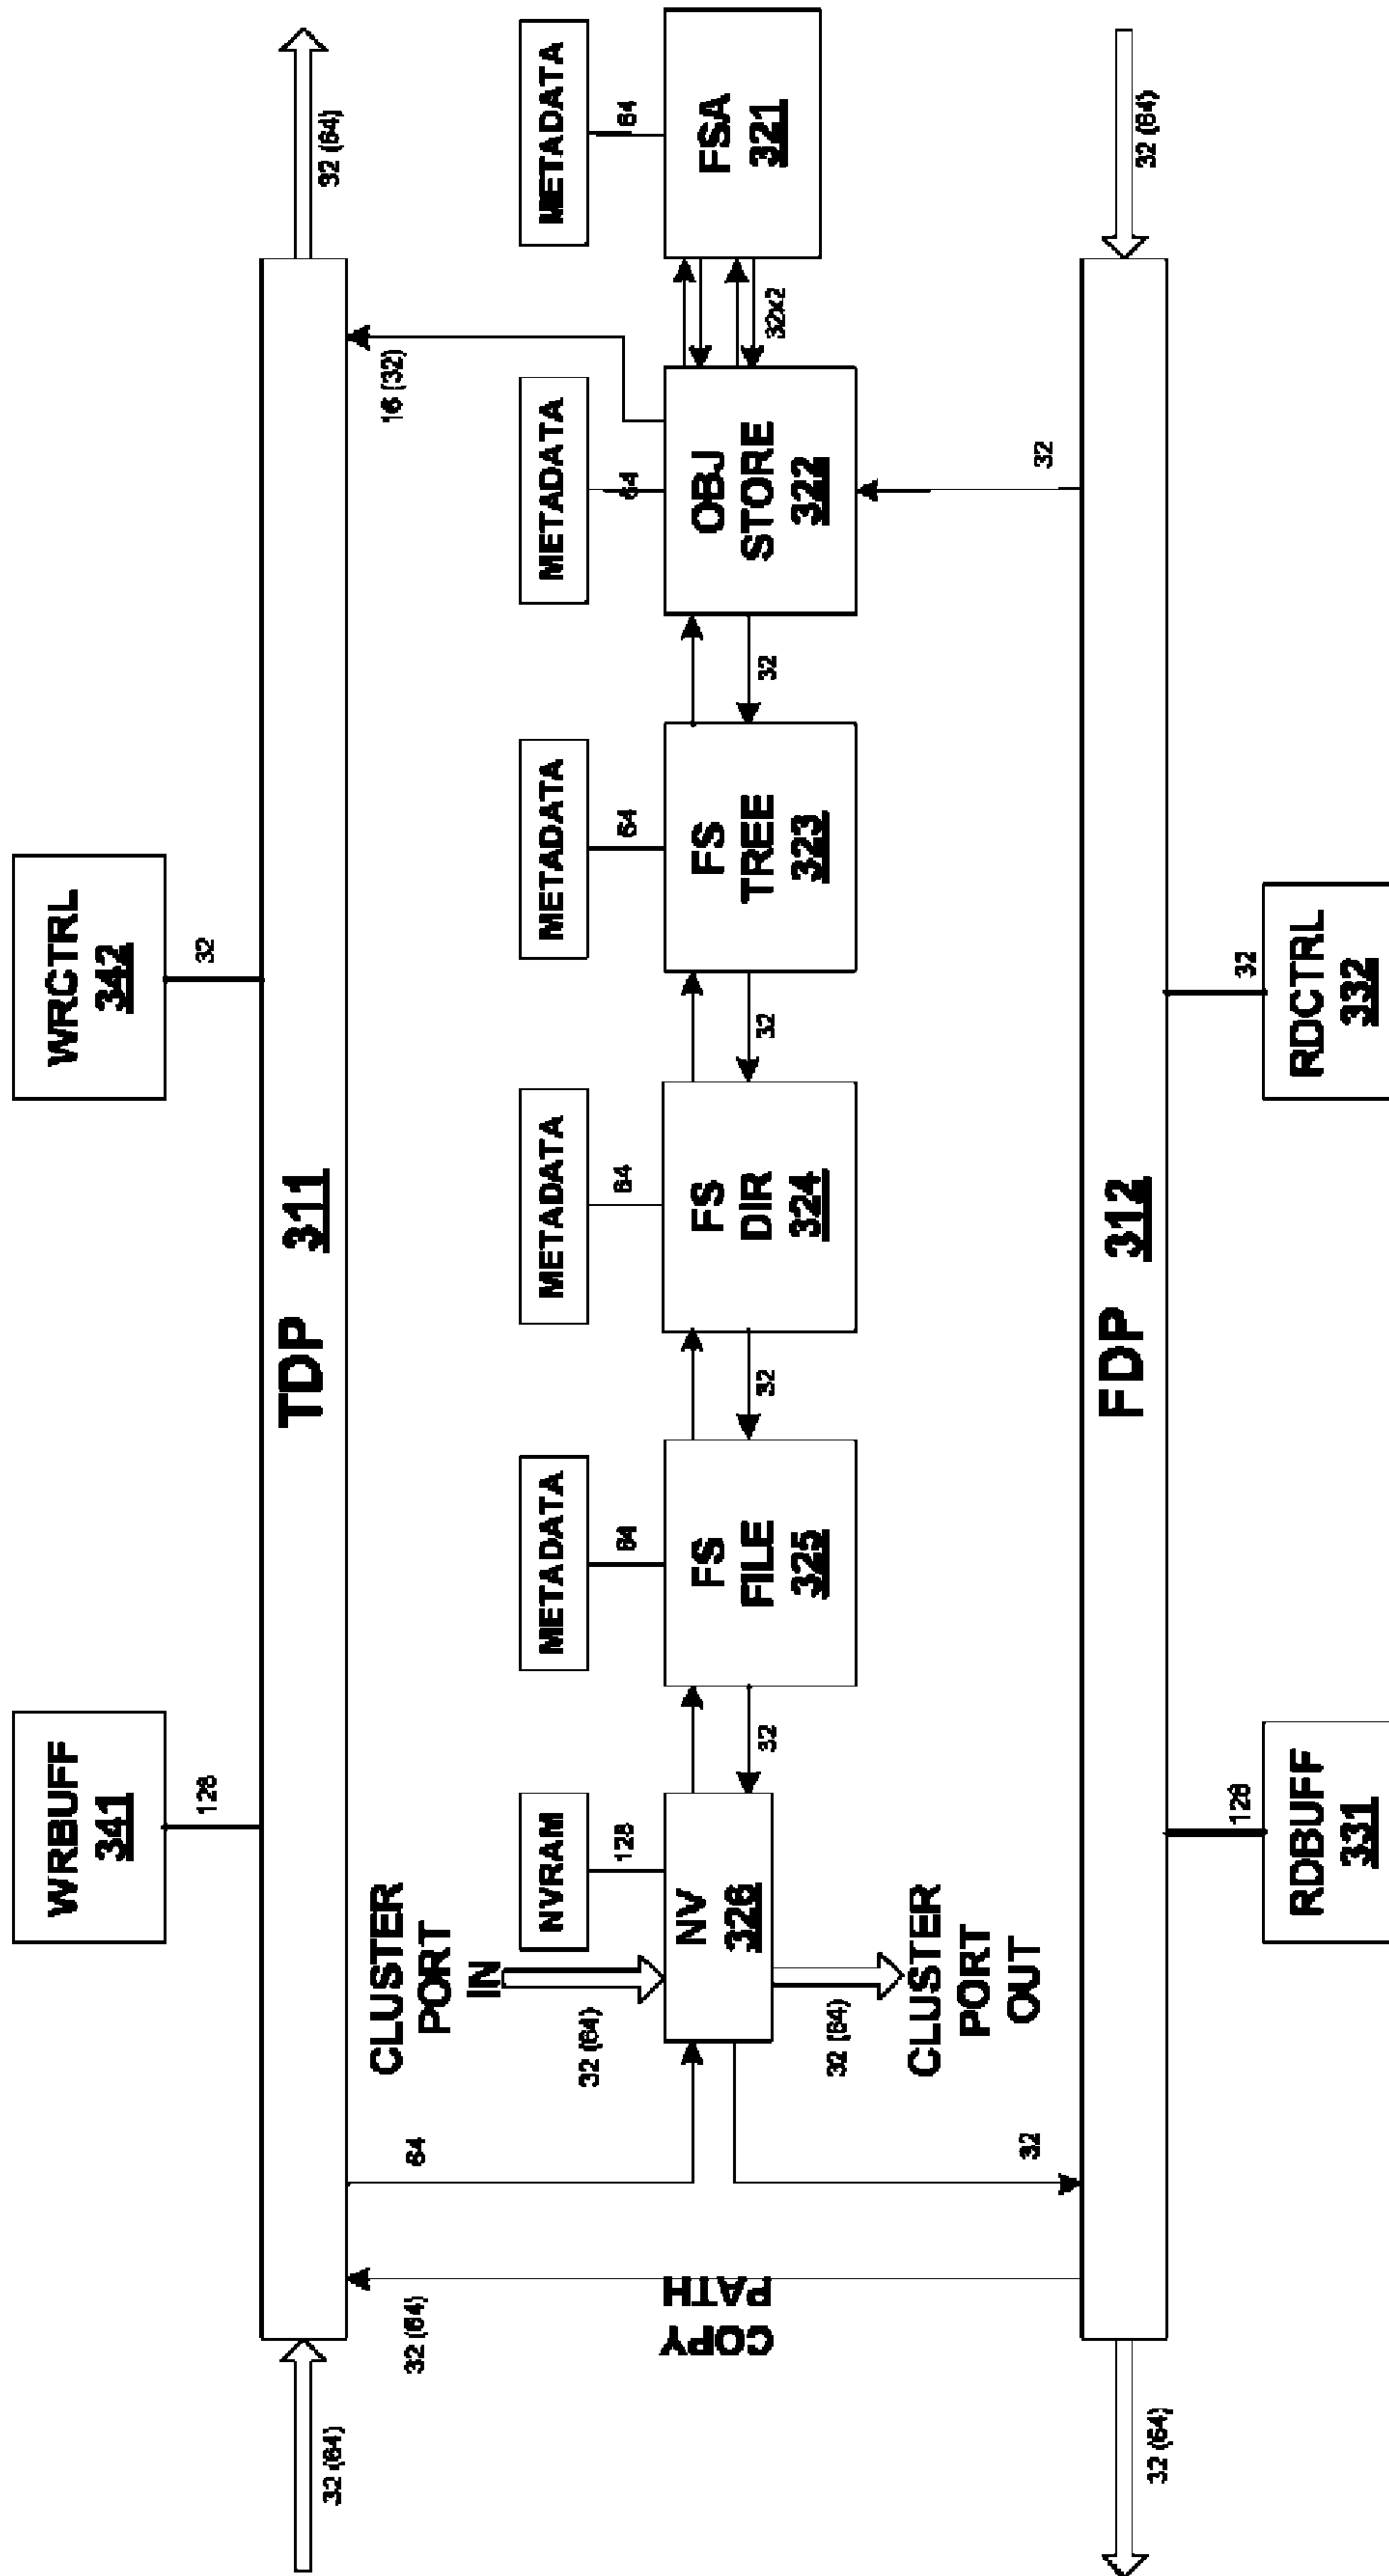 WRBUFF
341
128
WRCTRL
342
32
32 (64)
TDP 311
32 (64)
32 (64)
64
CLUSTER
PORT
IN
32 (64)
16 (32)
NVRAM
128
METADATA
64
METADATA
64
METADATA
64
METADATA
64
METADATA
64
COPY
PATH
NV
326
32
FS
FILE
325
32
FS
DIR
324
32
FS
TREE
323
32
OBJ
STORE
322
32x2
FSA
321
32 (64)
CLUSTER
PORT
OUT
32
32
32 (64)
FDP 312
32 (64)
128
RDBUFF
331
32
RDCTRL
332